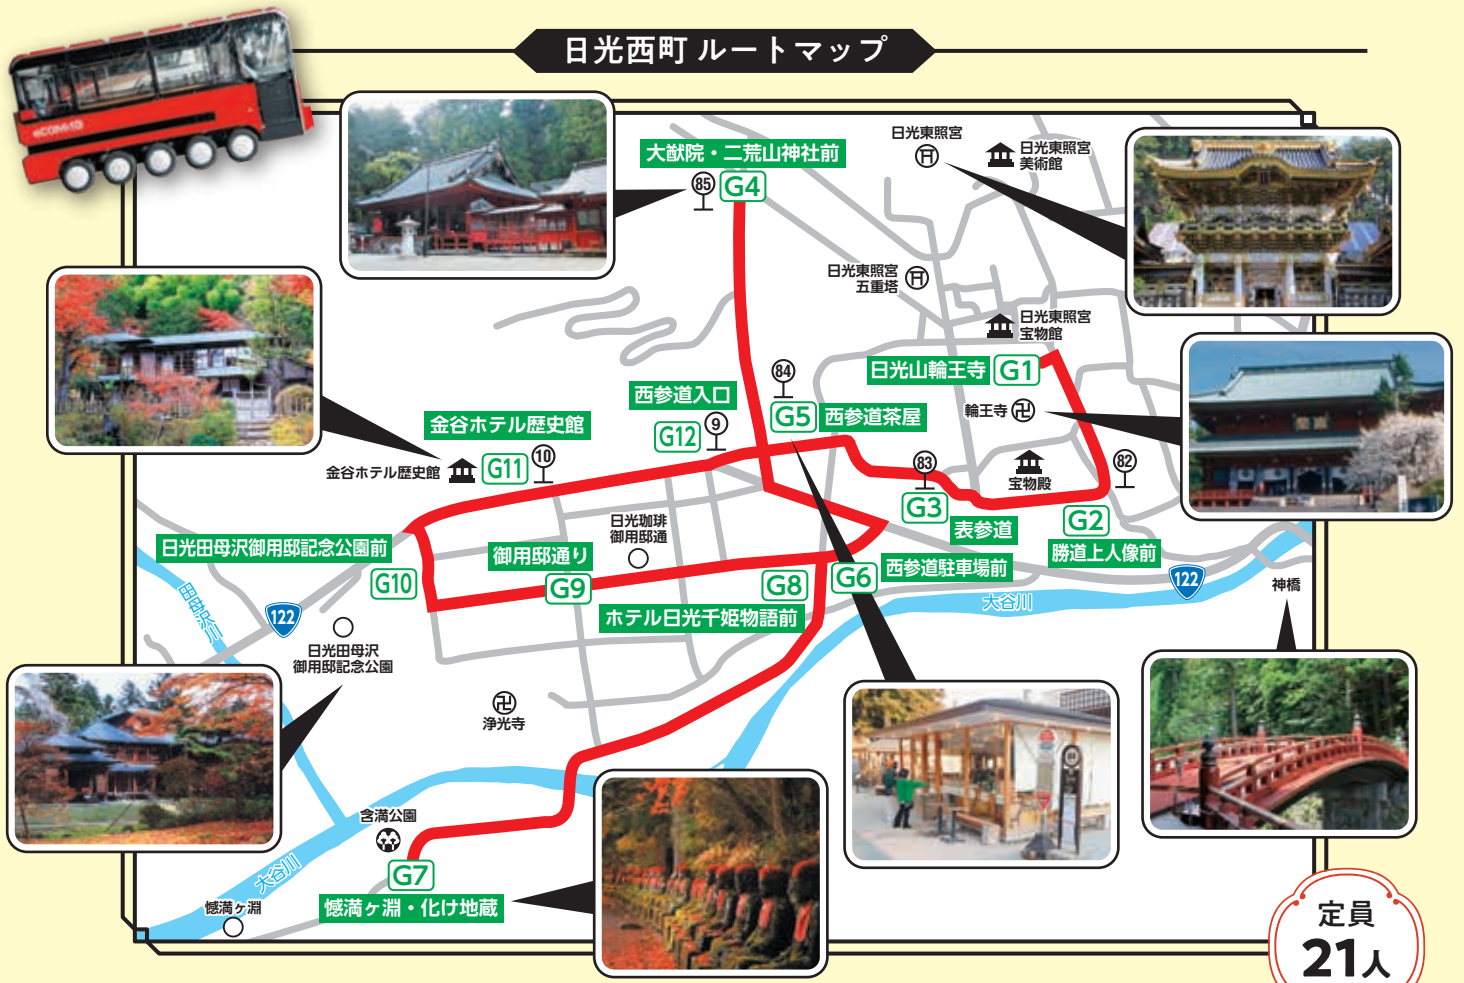 日光西町 ルートマップ
eCOM-10
大猷院・二荒山神社前
85
G4
日光東照宮
日光東照宮
美術館
日光東照宮
五重塔
日光東照宮
宝物館
日光山輪王寺
G1
輪王寺
84
G5
西参道茶屋
西参道入口
G12
9
金谷ホテル歴史館
金谷ホテル歴史館
G11
10
83
G3
表参道
宝物殿
82
G2
勝道上人像前
日光田母沢御用邸記念公園前
G10
御用邸通り
G9
日光珈琲
御用邸通
G8
ホテル日光千姫物語前
G6
西参道駐車場前
122
大谷川
神橋
田母沢川
122
日光田母沢
御用邸記念公園
浄光寺
含満公園
G7
憾満ヶ淵・化け地蔵
大谷川
憾満ヶ淵
定員
21人